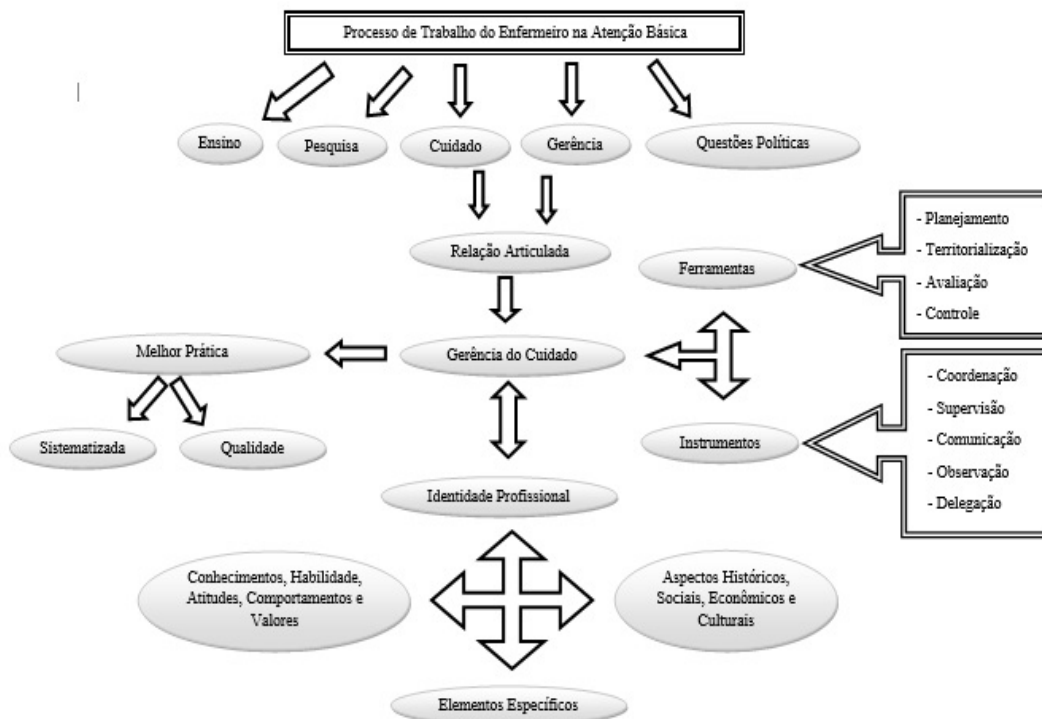 Processo de Trabalho do Enfermeiro na Atenção Básica
Ensino
Pesquisa
Cuidado
Gerência
Questões Políticas
Relação Articulada
Ferramentas
- Planejamento
- Territorialização
- Avaliação
- Controle
Melhor Prática
Gerência do Cuidado
Sistematizada
Qualidade
Instrumentos
- Coordenação
- Supervisão
- Comunicação
- Observação
- Delegação
Identidade Profissional
Conhecimentos, Habilidade,
Atitudes, Comportamentos e
Valores
Aspectos Históricos,
Sociais, Econômicos e
Culturais
Elementos Específicos